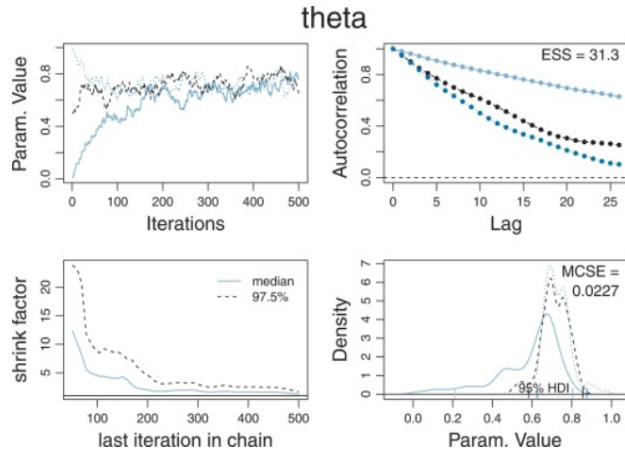 theta
Param. Value
0.0 0.4 0.8
0 100 200 300 400 500
Iterations
Autocorrelation
0.0 0.4 0.8
ESS = 31.3
0 5 10 15 20 25
Lag
shrink factor
5 10 15 20
median
97.5%
100 200 300 400 500
last iteration in chain
Density
0 1 2 3 4 5 6 7
MCSE =
0.0227
95% HDI
0.0 0.2 0.4 0.6 0.8 1.0
Param. Value